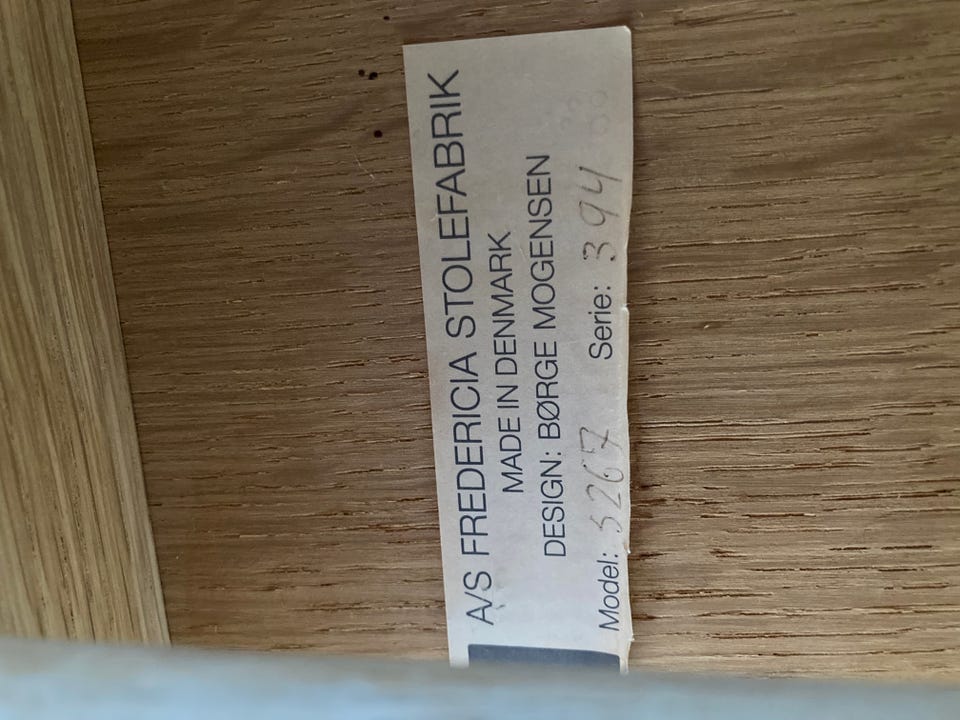 A/S FREDERICIA STOLEFABRIK
MADE IN DENMARK
DESIGN: BØRGE MOGENSEN
Model: 5267 Serie: 394